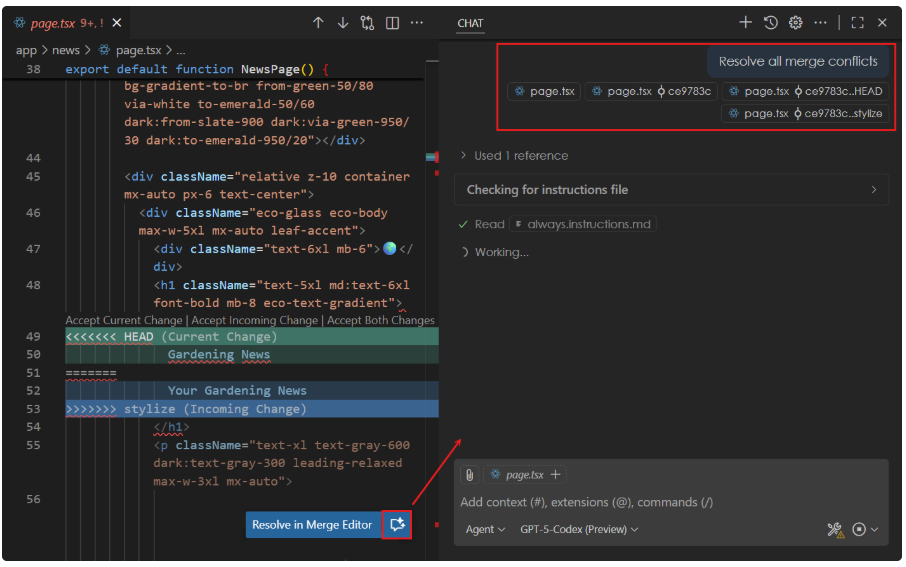 page.tsx 9+, !
app > news > page.tsx > ...
38 export default function NewsPage() {
bg-gradient-to-br from-green-50/80
via-white to-emerald-50/60
dark:from-slate-900 dark:via-green-950/
30 dark:to-emerald-950/20"></div>
44
45 <div className="relative z-10 container
mx-auto px-6 text-center">
46 <div className="eco-glass eco-body
max-w-5xl mx-auto leaf-accent">
47 <div className="text-6xl mb-6">🌍</
div>
48 <h1 className="text-5xl md:text-6xl
font-bold mb-8 eco-text-gradient">
Accept Current Change | Accept Incoming Change | Accept Both Changes
49 <<<<<<< HEAD (Current Change)
50 Gardening News
51 =======
52 Your Gardening News
53 >>>>>>> stylize (Incoming Change)
54 </h1>
55 <p className="text-xl text-gray-600
dark:text-gray-300 leading-relaxed
max-w-3xl mx-auto">
56
Resolve in Merge Editor
CHAT
Resolve all merge conflicts
page.tsx page.tsx ce9783c page.tsx ce9783c..HEAD
page.tsx ce9783c..stylize
> Used 1 reference
Checking for instructions file >
✓ Read always.instructions.md
Working...
page.tsx +
Add context (#), extensions (@), commands (/)
Agent GPT-5-Codex (Preview)